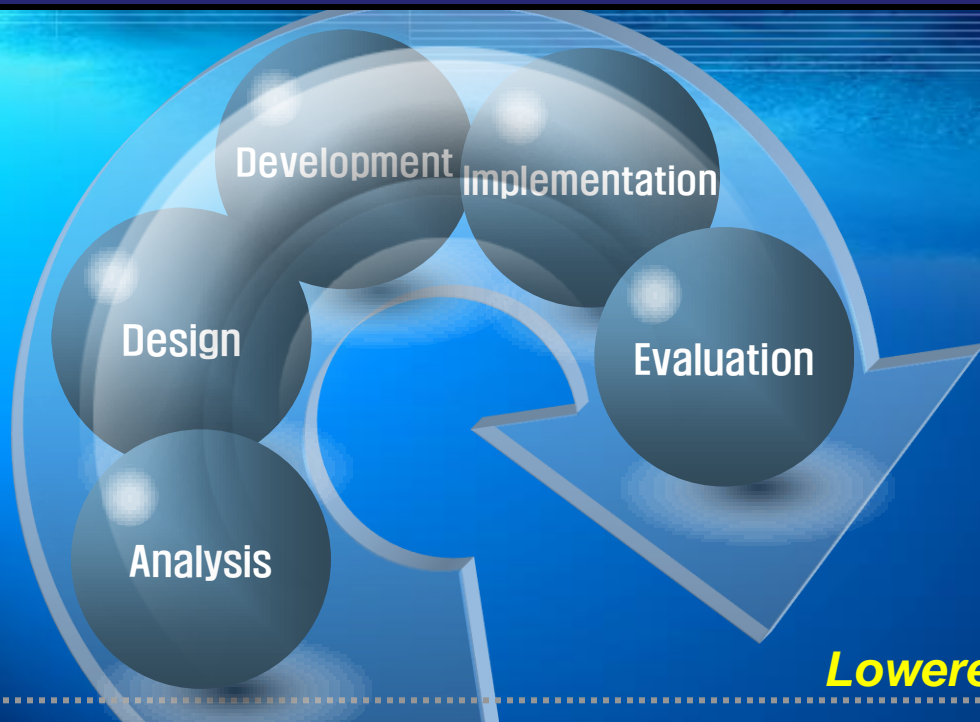 Development
Implementation
Design
Evaluation
Analysis
Lowere